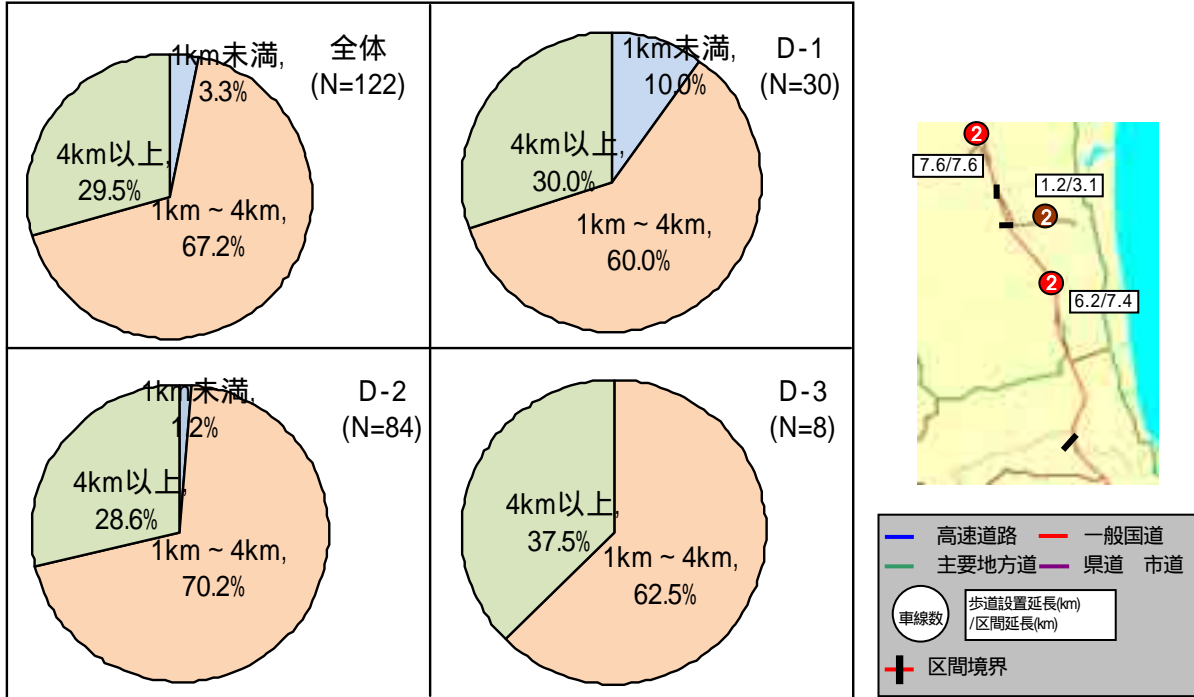 全体
(N=122)
1km未満,
3.3%
4km以上,
29.5%
1km ~ 4km,
67.2%
D-1
(N=30)
1km未満,
10.0%
4km以上,
30.0%
1km ~ 4km,
60.0%
D-2
(N=84)
1km未満,
1.2%
4km以上,
28.6%
1km ~ 4km,
70.2%
D-3
(N=8)
4km以上,
37.5%
1km ~ 4km,
62.5%
2
7.6/7.6
1.2/3.1
2
2
6.2/7.4
高速道路 一般国道
主要地方道 県道 市道
車線数
歩道設置延長(km)
/区間延長(km)
区間境界